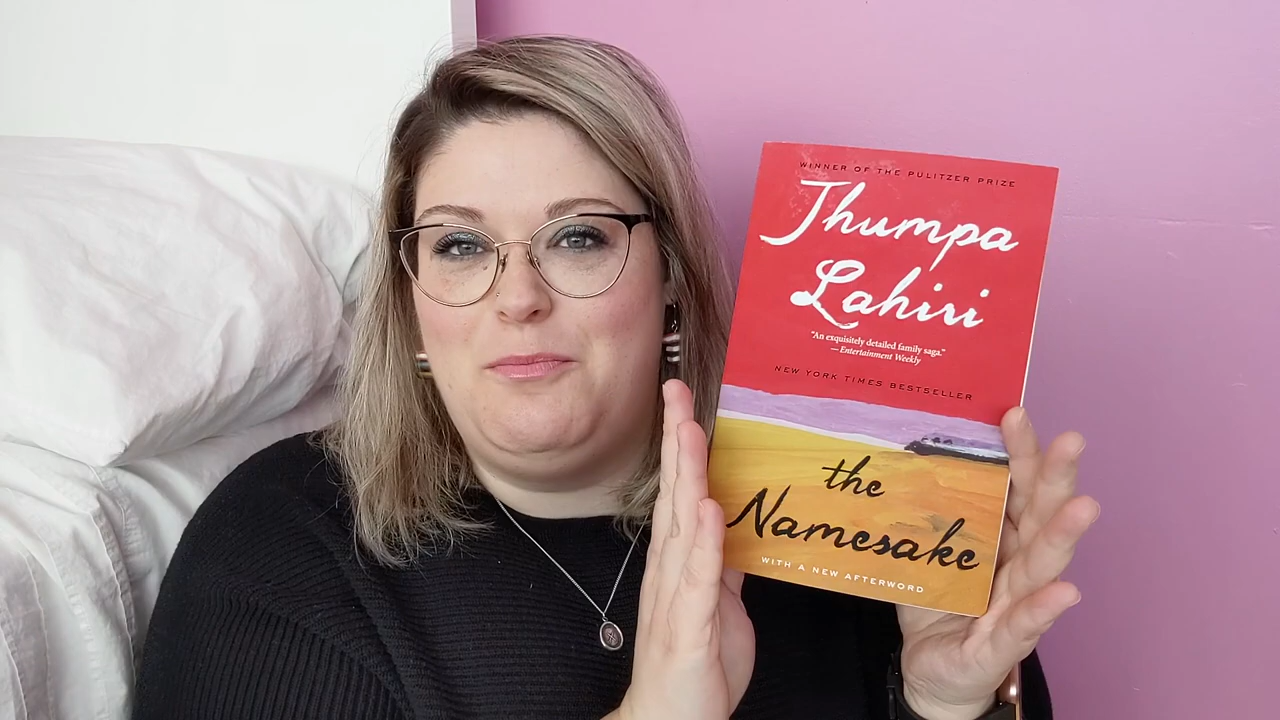 WINNER OF THE PULITZER PRIZE
Jhumpa
Lahiri
"An exquisitely detailed family saga."
—Entertainment Weekly
NEW YORK TIMES BESTSELLER
the
Namesake
WITH A NEW AFTERWORD